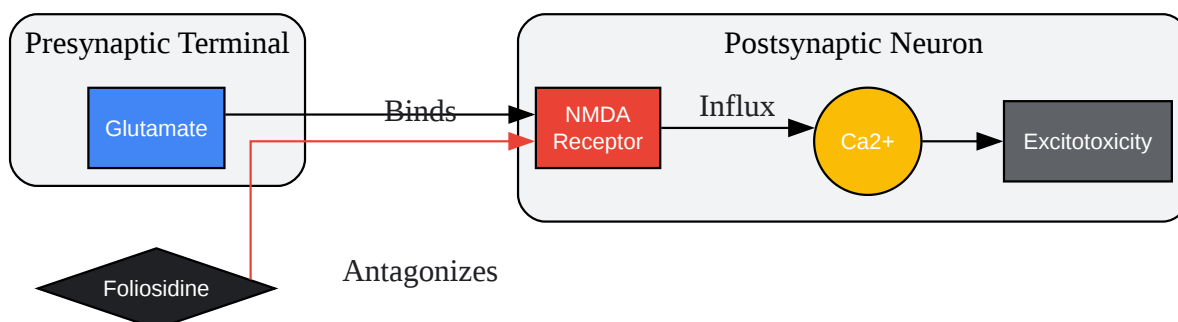 Presynaptic Terminal
Postsynaptic Neuron
Glutamate
Binds
NMDA
Receptor
Influx
Ca2+
Excitotoxicity
Foliosidine
Antagonizes